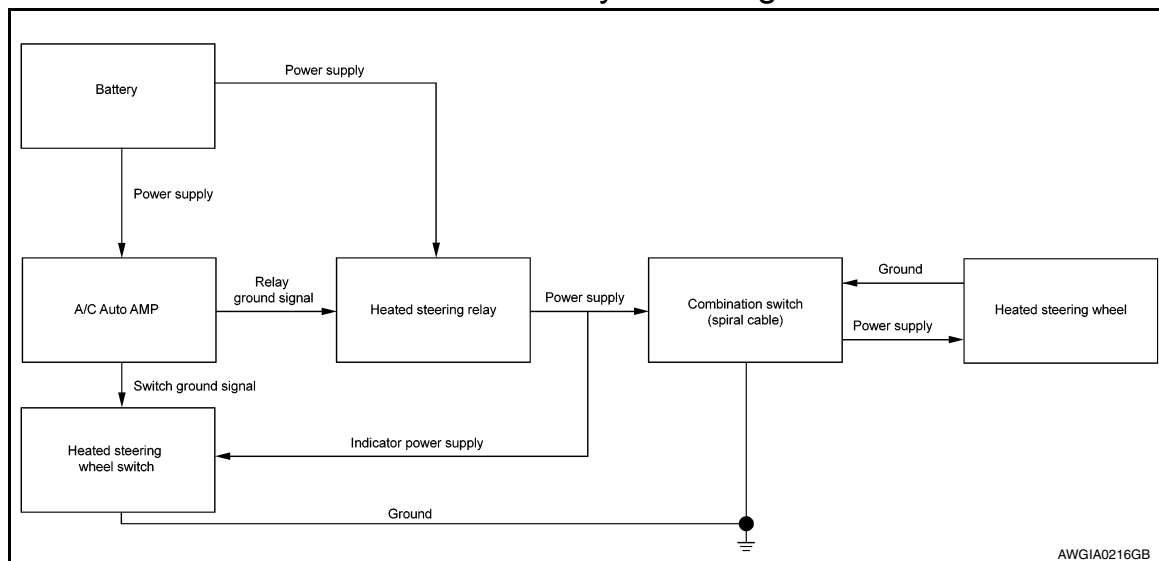 Power supply
Battery
Power supply
A/C Auto AMP
Relay
ground signal
Heated steering relay
Power supply
Combination switch
(spiral cable)
Ground
Power supply
Heated steering wheel
Switch ground signal
Heated steering
wheel switch
Indicator power supply
Ground
AWGIA0216GB